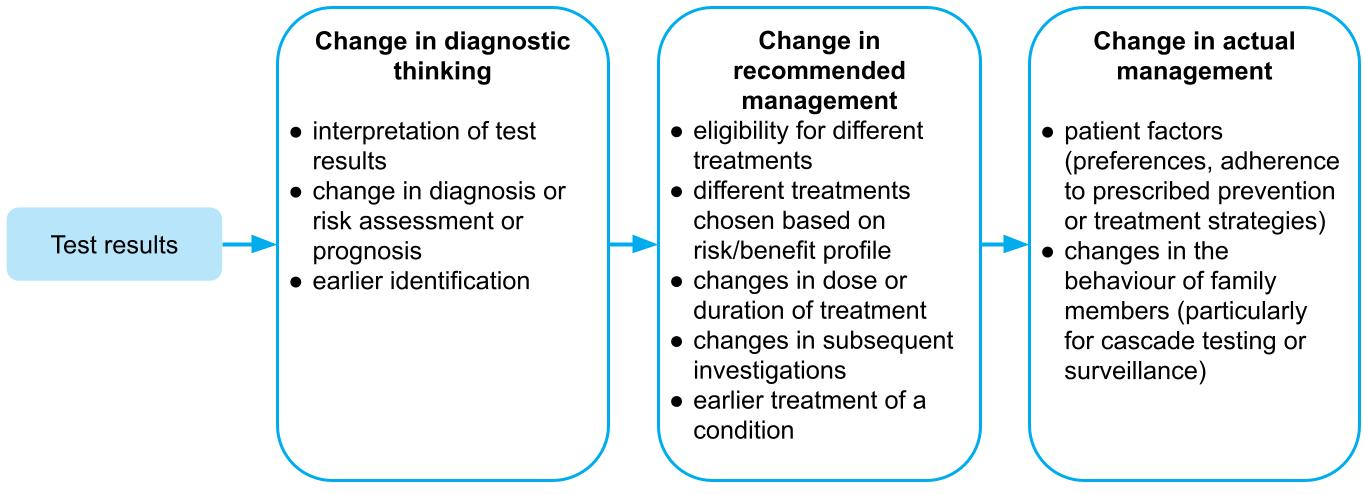 Test results
Change in diagnostic
thinking
● interpretation of test
results
● change in diagnosis or
risk assessment or
prognosis
● earlier identification
Change in
recommended
management
● eligibility for different
treatments
● different treatments
chosen based on
risk/benefit profile
● changes in dose or
duration of treatment
● changes in subsequent
investigations
● earlier treatment of a
condition
Change in actual
management
● patient factors
(preferences, adherence
to prescribed prevention
or treatment strategies)
● changes in the
behaviour of family
members (particularly
for cascade testing or
surveillance)